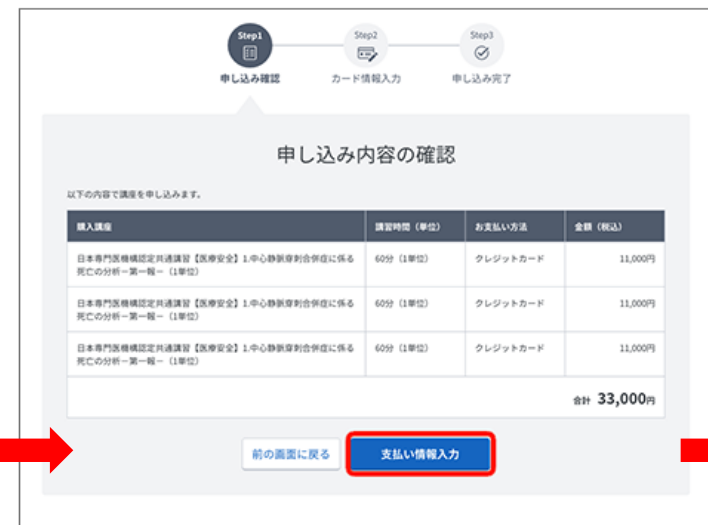 Step1
Step2
Step3
申し込み確認
カード情報入力
申し込み完了
申し込み内容の確認
以下の内容で講座を申し込みます。
購入講座
講習時間（単位）
お支払い方法
金額（税込）
日本専門医機構認定共通講習【医療安全】1.中心静脈穿刺合併症に係る
死亡の分析－第一報－（1単位）
60分（1単位）
クレジットカード
11,000円
日本専門医機構認定共通講習【医療安全】1.中心静脈穿刺合併症に係る
死亡の分析－第一報－（1単位）
60分（1単位）
クレジットカード
11,000円
日本専門医機構認定共通講習【医療安全】1.中心静脈穿刺合併症に係る
死亡の分析－第一報－（1単位）
60分（1単位）
クレジットカード
11,000円
合計 33,000円
前の画面に戻る
支払い情報入力